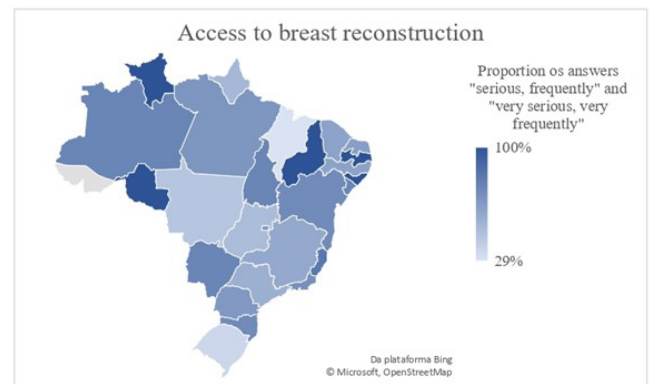 Access to breast reconstruction
Proportion os answers
"serious, frequently" and
"very serious, very
frequently"
100%
29%
Da plataforma Bing
© Microsoft, OpenStreetMap